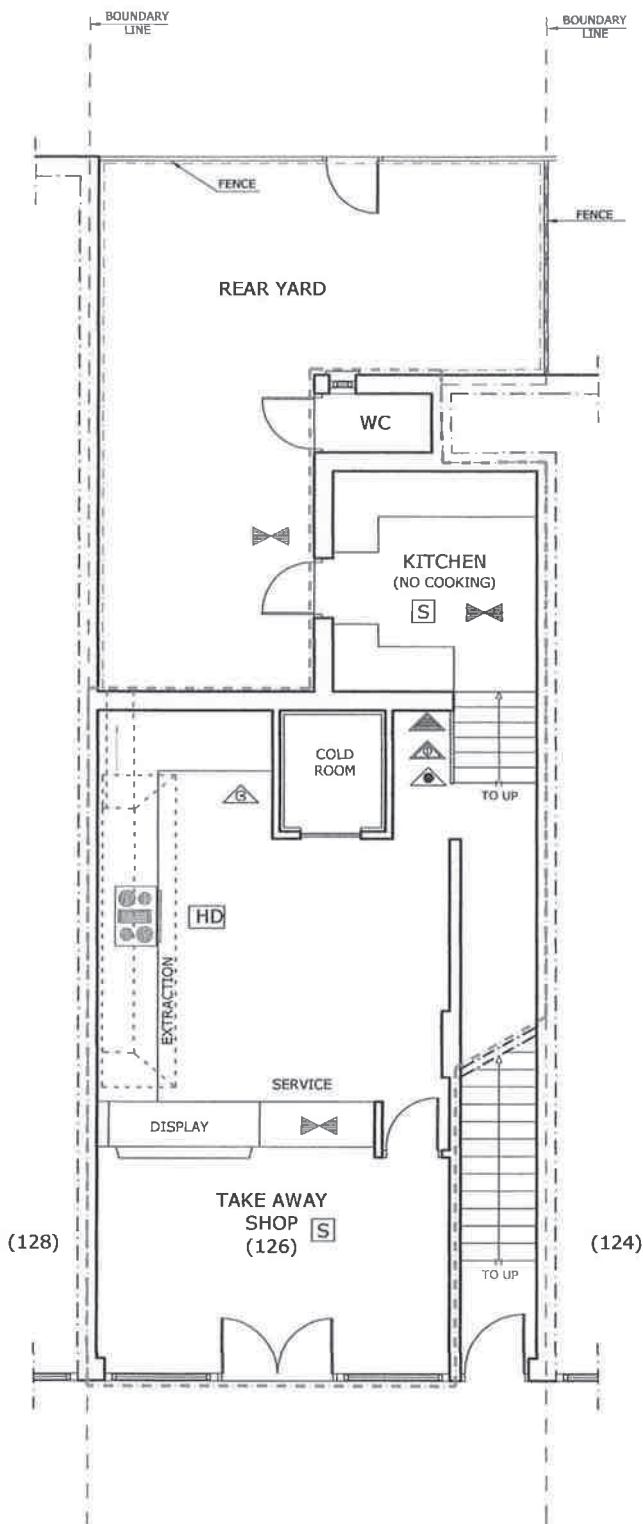 BOUNDARY
LINE
BOUNDARY
LINE
FENCE
FENCE
REAR YARD
WC
KITCHEN
(NO COOKING)
S
COLD
ROOM
TO UP
G
HD
EXTRACTION
SERVICE
DISPLAY
TAKE AWAY
SHOP
(126)
S
(128)
(124)
TO UP